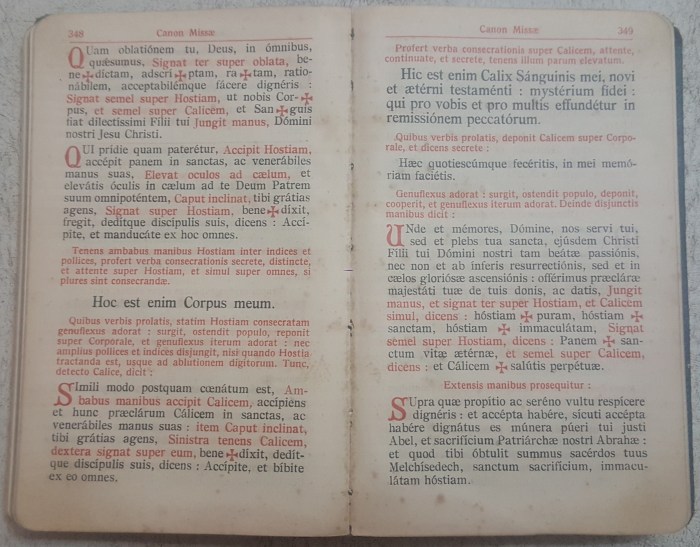 348 Canon Missæ
QUam oblatiónem tu, Deus, in ómnibus,
quǽsumus, Signat ter super oblata, be-
ne✠dictam, adscri✠ptam, ra✠tam, ratio-
nábilem, acceptabilémque fácere dignéris :
Signat semel super Hostiam, ut nobis Cor-✠
pus, et semel super Calicem, et San✠guis
fiat dilectíssimi Fílii tui Jungit manus, Dómini
nostri Jesu Christi.
QUI prídie quam paterétur, Accipit Hostiam,
accépit panem in sanctas, ac venerábiles
manus suas, Elevat oculos ad cælum, et
elevátis óculis in cælum ad te Deum Patrem
suum omnipoténtem, Caput inclinat, tibi grátias
agens, Signat super Hostiam, bene✠díxit,
fregit, dedítque discípulis suis, dicens : Accí-
pite, et manducáte ex hoc omnes.
Tenens ambabus manibus Hostiam inter indices et
pollices, profert verba consecrationis secrete, distincte,
et attente super Hostiam, et simul super omnes, si
plures sint consecrandæ.
Hoc est enim Corpus meum.
Quibus verbis prolatis, statim Hostiam consecratam
genuflexus adorat : surgit, ostendit populo, reponit
super Corporale, et genuflexus iterum adorat : nec
amplius pollices et indices disjungit, nisi quando Hostia
tractanda est, usque ad ablutionem digitorum. Tunc,
detecto Calice, dicit :
SImili modo postquam cœnátum est, Am-
babus manibus accipit Calicem, accípiens
et hunc præclárum Cálicem in sanctas, ac
venerábiles manus suas : item Caput inclinat,
tibi grátias agens, Sinistra tenens Calicem,
dextera signat super eum, bene✠díxit, dedít-
que discípulis suis, dicens : Accípite, et bíbite
ex eo omnes.
Canon Missæ 349
Profert verba consecrationis super Calicem, attente,
continuate, et secrete, tenens illum parum elevatum.
Hic est enim Calix Sánguinis mei, novi
et ætérni testaménti : mystérium fídei :
qui pro vobis et pro multis effundétur in
remissiónem peccatórum.
Quibus verbis prolatis, deponit Calicem super Corpo-
rale, et dicens secrete :
Hæc quotiescúmque fecéritis, in mei memó-
riam faciétis.
Genuflexus adorat : surgit, ostendit populo, deponit,
cooperit, et genuflexus iterum adorat. Deinde disjunctis
manibus dicit :
UNde et mémores, Dómine, nos servi tui,
sed et plebs tua sancta, ejúsdem Christi
Fílii tui Dómini nostri tam beátæ passiónis,
nec non et ab ínferis resurrectiónis, sed et in
cælos gloriósæ ascensiónis : offérimus præcláræ
majestáti tuæ de tuis donis, ac datis, Jungit
manus, et signat ter super Hostiam, et Calicem
simul, dicens : hóstiam ✠ puram, hóstiam ✠
sanctam, hóstiam ✠ immaculátam, Signat
semel super Hostiam, dicens : Panem ✠ san-
ctum vitæ ætérnæ, et semel super Calicem,
dicens : et Cálicem ✠ salútis perpétuæ.
Extensis manibus prosequitur :
SUpra quæ propítio ac seréno vultu respícere
dignéris : et accépta habére, sícuti accépta
habére dignátus es múnera púeri tui justi
Abel, et sacrifícium Patriárchæ nostri Abrahæ :
et quod tibi óbtulit summus sacérdos tuus
Melchísedech, sanctum sacrifícium, immacu-
látam hóstiam.